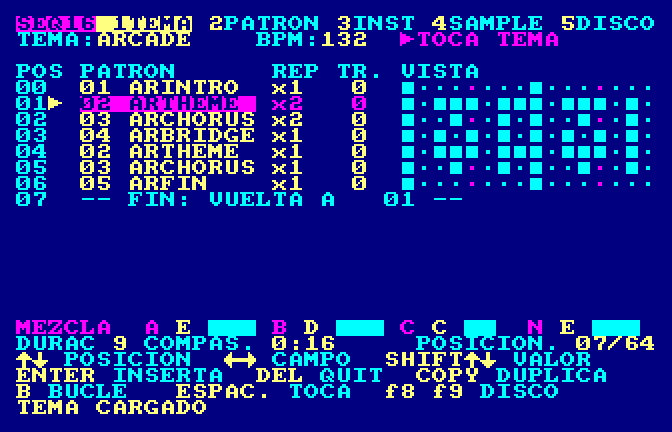 SEQ16 1TEMA 2PATRON 3INST 4SAMPLE 5DISCO
TEMA:ARCADE BPM:132 ▶TOCA TEMA
POS PATRON REP TR. VISTA
00 01 ARINTRO x1 0
01▶ 02 ARTHEME x2 0
02 03 ARCHORUS x2 0
03 04 ARBRIDGE x1 0
04 02 ARTHEME x1 0
05 03 ARCHORUS x1 0
06 05 ARFIN x1 0
07 -- FIN: VUELTA A 01 --
MEZCLA A E B D C C N E
DURAC 9 COMPAS. 0:16 POSICION. 07/64
↑↓ POSICION ↔ CAMPO SHIFT↑↓ VALOR
ENTER INSERTA DEL QUIT COPY DUPLICA
B BUCLE ESPAC. TOCA f8 f9 DISCO
TEMA CARGADO